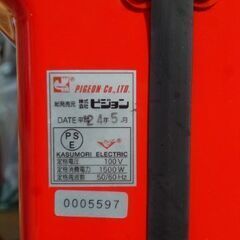 PIGEON Co.,LTD.
総発売元 株式会社 ビジョン
DATE 平成24年5月
PSE
KASUMORI ELECTRIC
定格電圧 100V
定格消費電力 1500W
定格周波数 50/60Hz
0005597